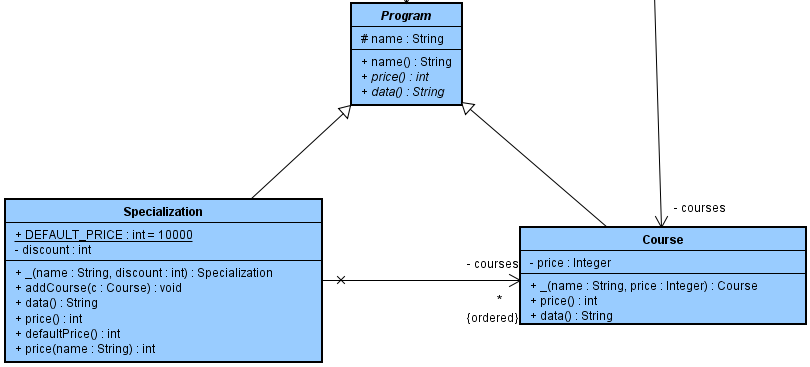 Program
# name : String
+ name() : String
+ price() : int
+ data() : String
- courses
Specialization
+ DEFAULT_PRICE : int = 10000
- discount : int
+ _(name : String, discount : int) : Specialization
+ addCourse(c : Course) : void
+ data() : String
+ price() : int
+ defaultPrice() : int
+ price(name : String) : int
- courses
*
{ordered}
Course
- price : Integer
+ _(name : String, price : Integer) : Course
+ price() : int
+ data() : String